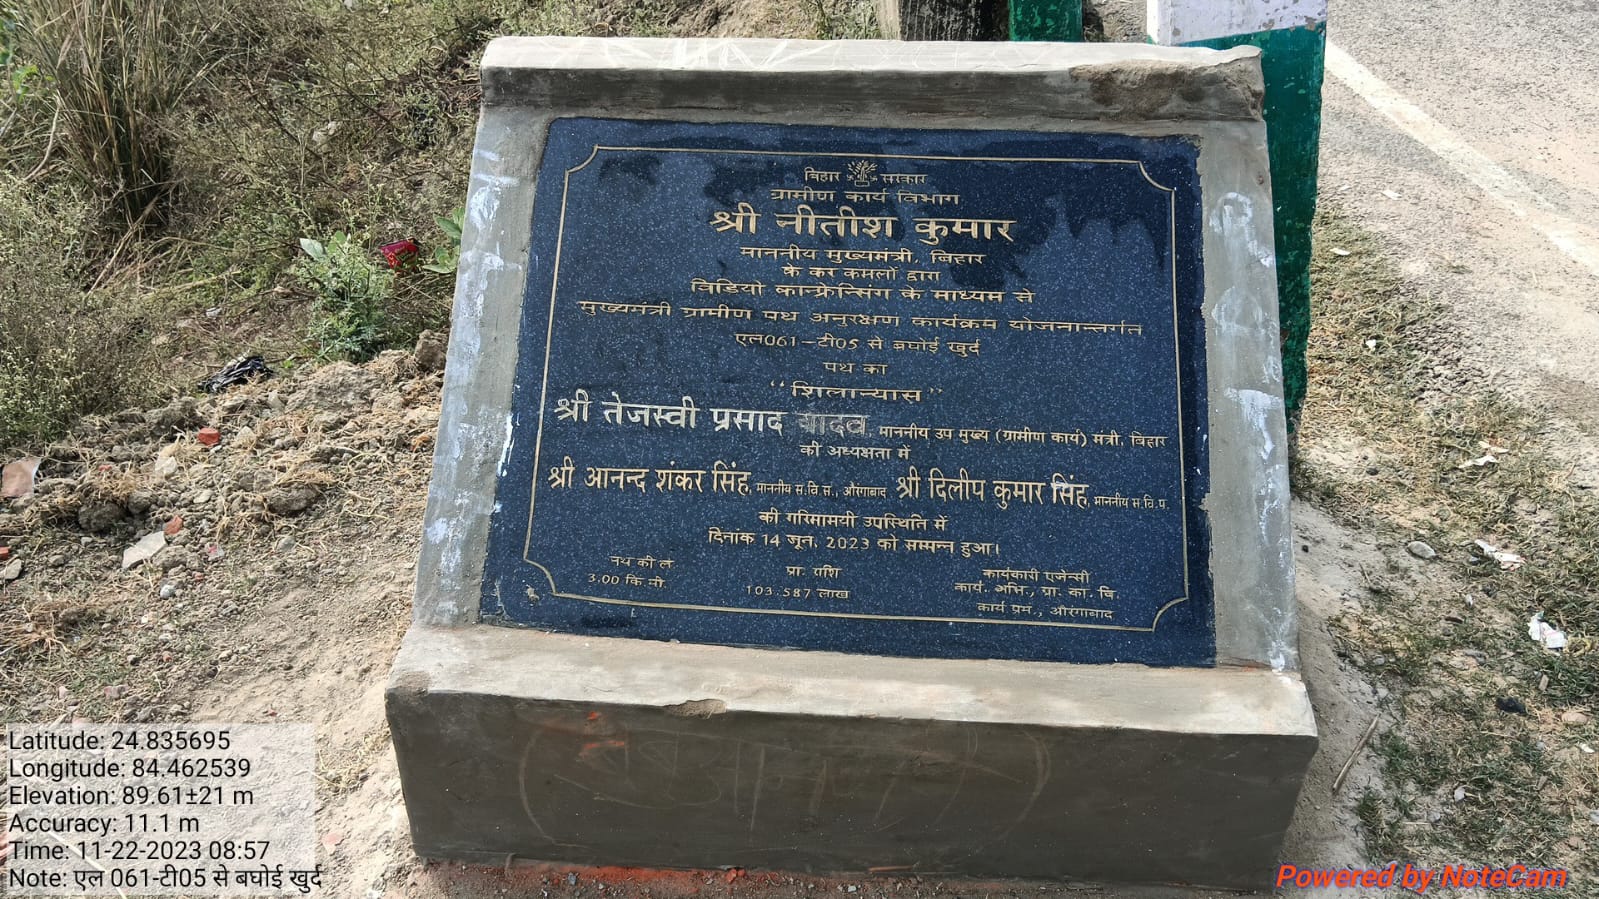 बिहार सरकार
ग्रामीण कार्य विभाग
श्री नीतीश कुमार
माननीय मुख्यमंत्री, बिहार
के कर कमलों द्वारा
विडियो कान्फ्रेन्सिंग के माध्यम से
मुख्यमंत्री ग्रामीण पथ अनुरक्षण कार्यक्रम योजनान्तर्गत
एल061-टी05 से बघोई खुर्द
पथ का
“शिलान्यास”
श्री तेजस्वी प्रसाद यादव, माननीय उप मुख्य (ग्रामीण कार्य) मंत्री, बिहार
की अध्यक्षता में
श्री आनन्द शंकर सिंह, माननीय स.वि.स., औरंगाबाद श्री दिलीप कुमार सिंह, माननीय स.वि.प.
की गरिमामयी उपस्थिति में
दिनांक 14 जून, 2023 को सम्पन्न हुआ।
पथ की लं प्रा. राशि कार्यकारी एजेन्सी
3.00 कि.मी. 103.587 लाख कार्य. अभि., ग्रा. का. वि.
कार्य प्रम., औरंगाबाद
Latitude: 24.835695
Longitude: 84.462539
Elevation: 89.61±21 m
Accuracy: 11.1 m
Time: 11-22-2023 08:57
Note: एल 061-टी05 से बघोई खुर्द
Powered by NoteCam